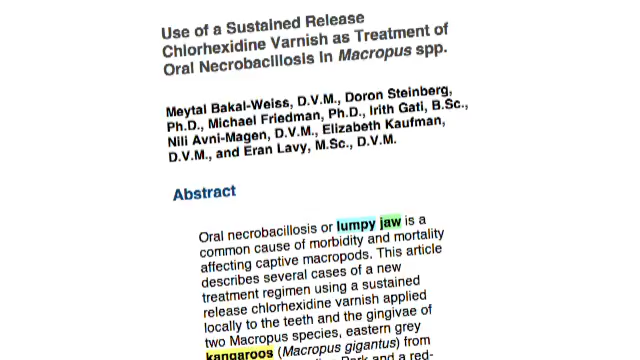 Use of a Sustained Release
Chlorhexidine Varnish as Treatment of
Oral Necrobacillosis in Macropus spp.
Meytal Bakal-Weiss, D.V.M., Doron Steinberg,
Ph.D., Michael Friedman, Ph.D., Irith Gati, B.Sc.,
Nili Avni-Magen, D.V.M., Elizabeth Kaufman,
D.V.M., and Eran Lavy, M.Sc., D.V.M.
Abstract
Oral necrobacillosis or lumpy jaw is a
common cause of morbidity and mortality
affecting captive macropods. This article
describes several cases of a new
treatment regimen using a sustained
release chlorhexidine varnish applied
locally to the teeth and the gingivae of
two Macropus species, eastern grey
kangaroos (Macropus gigantus) from
Park and a red-